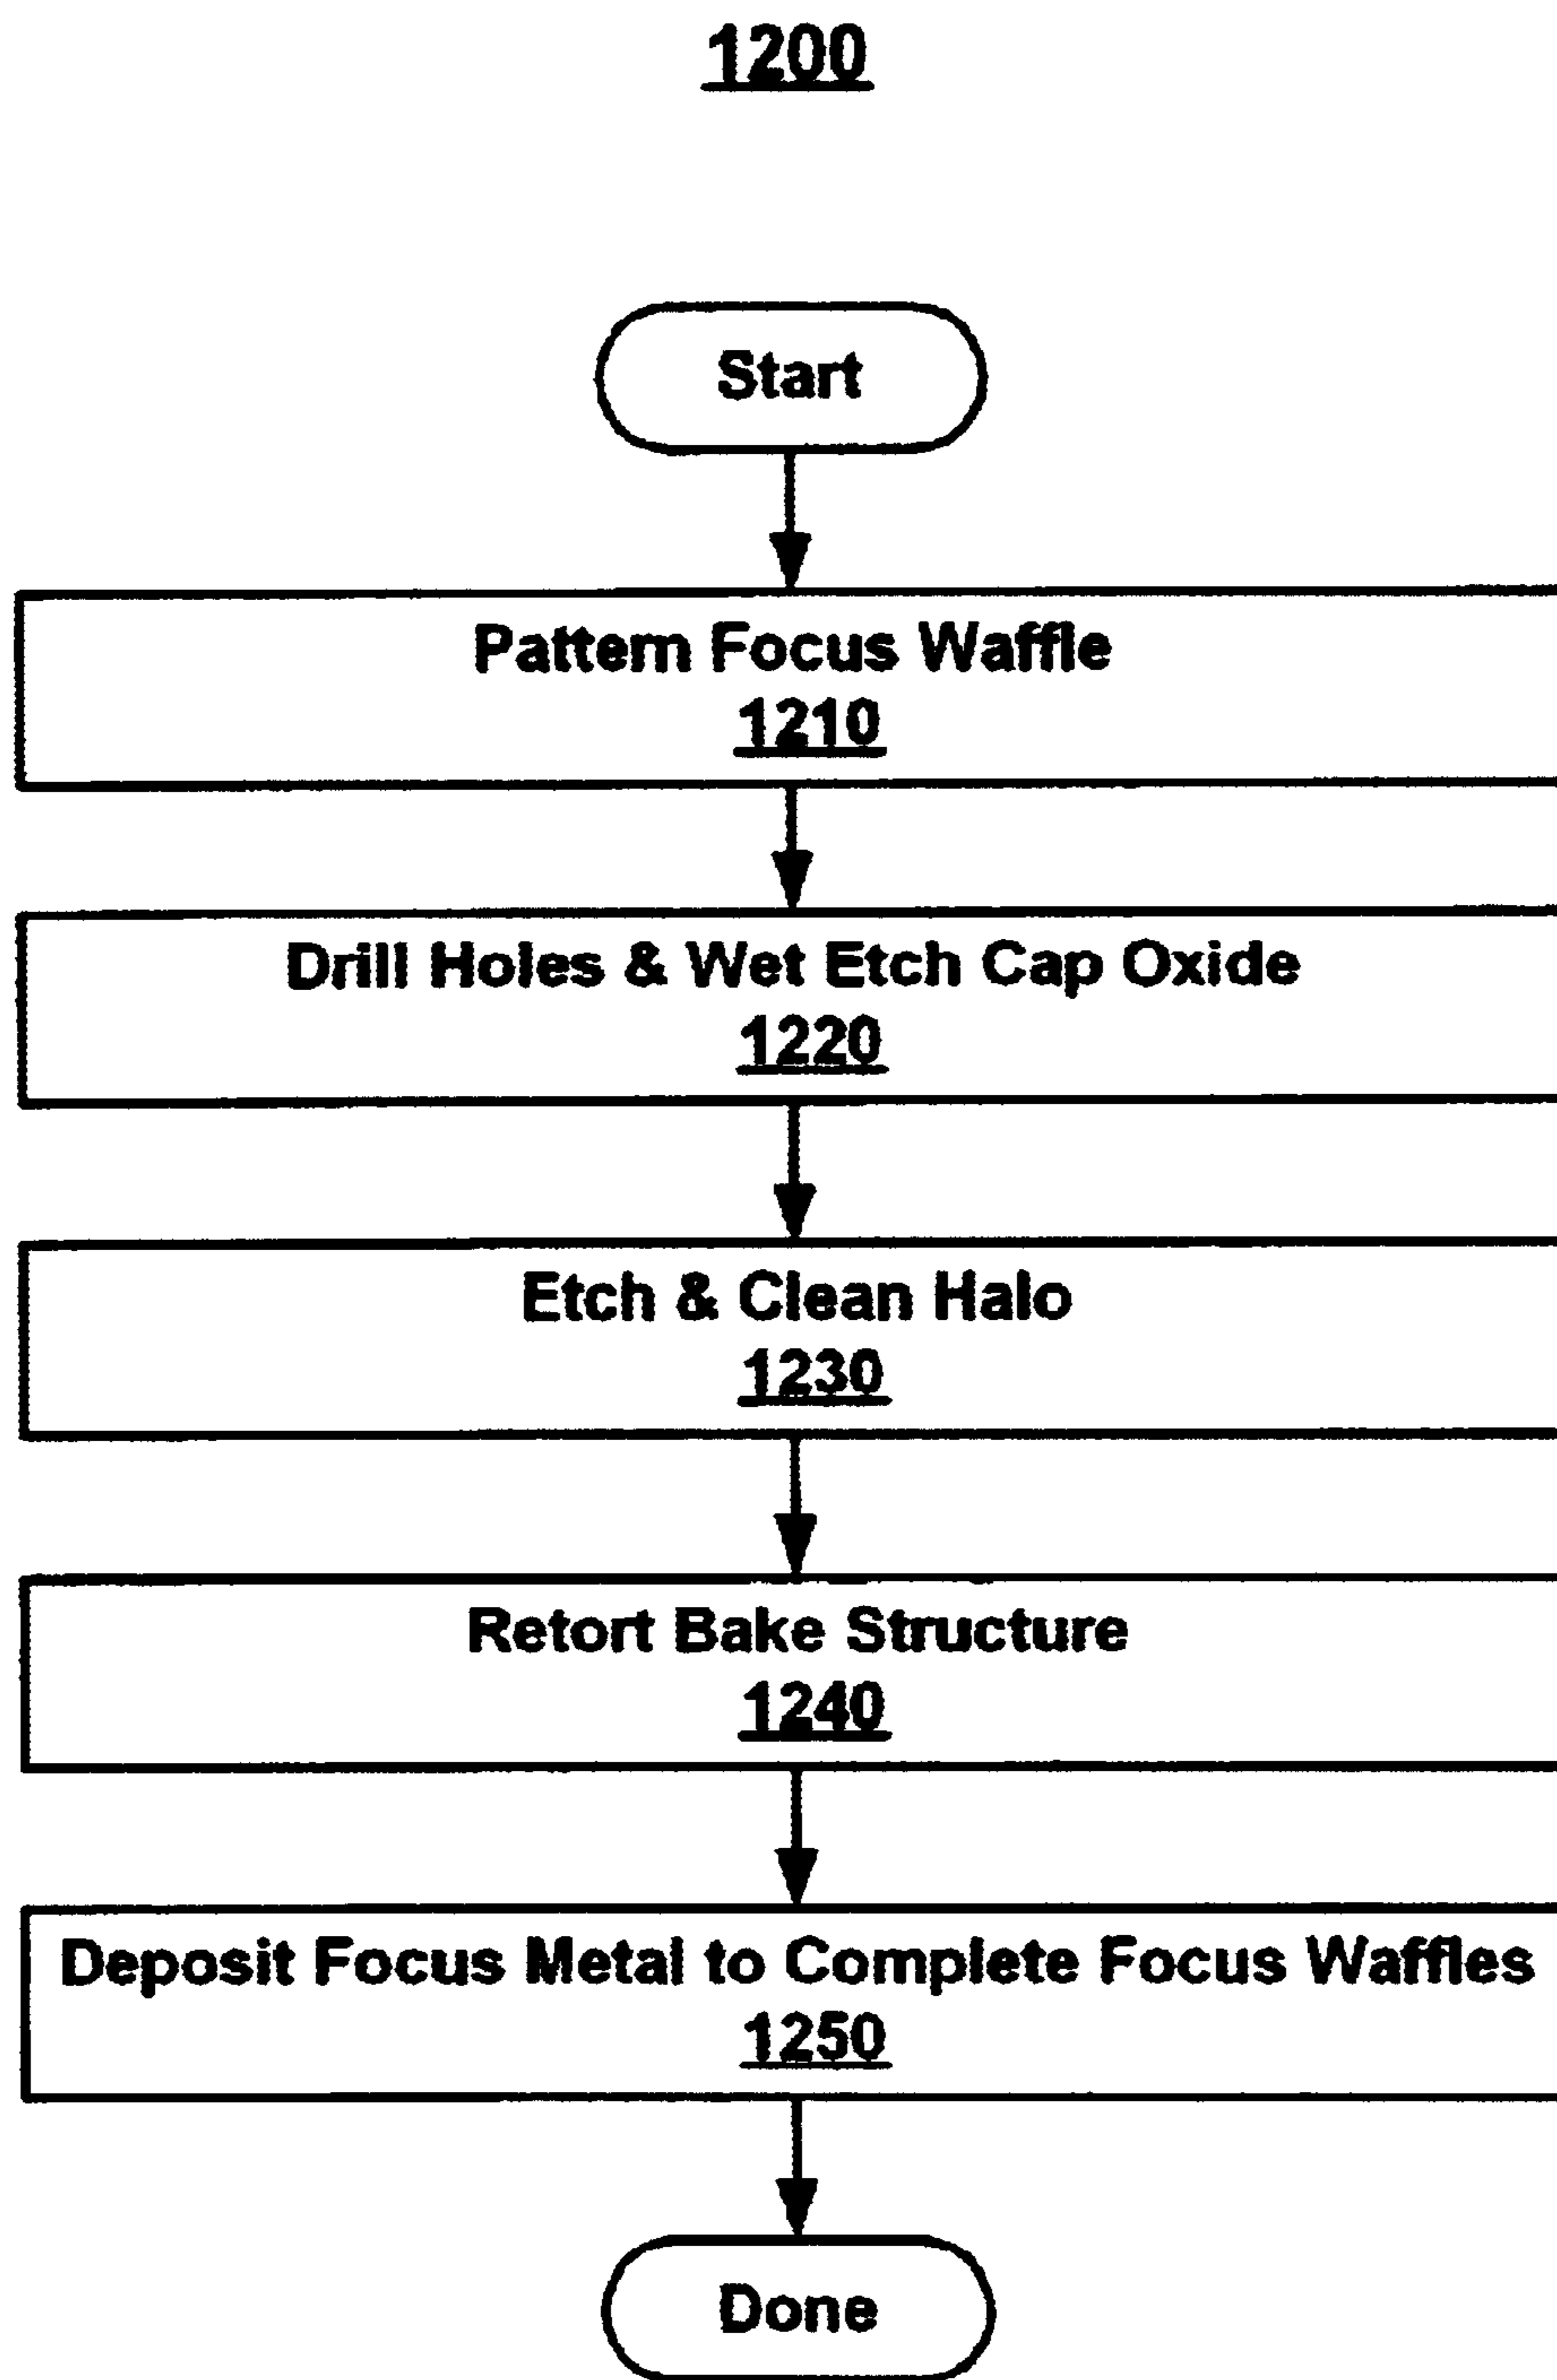 1200
Start
Pattern Focus Waffle
1210
Drill Holes & Wet Etch Cap Oxide
1220
Etch & Clean Halo
1230
Retort Bake Structure
1240
Deposit Focus Metal to Complete Focus Waffles
1250
Done